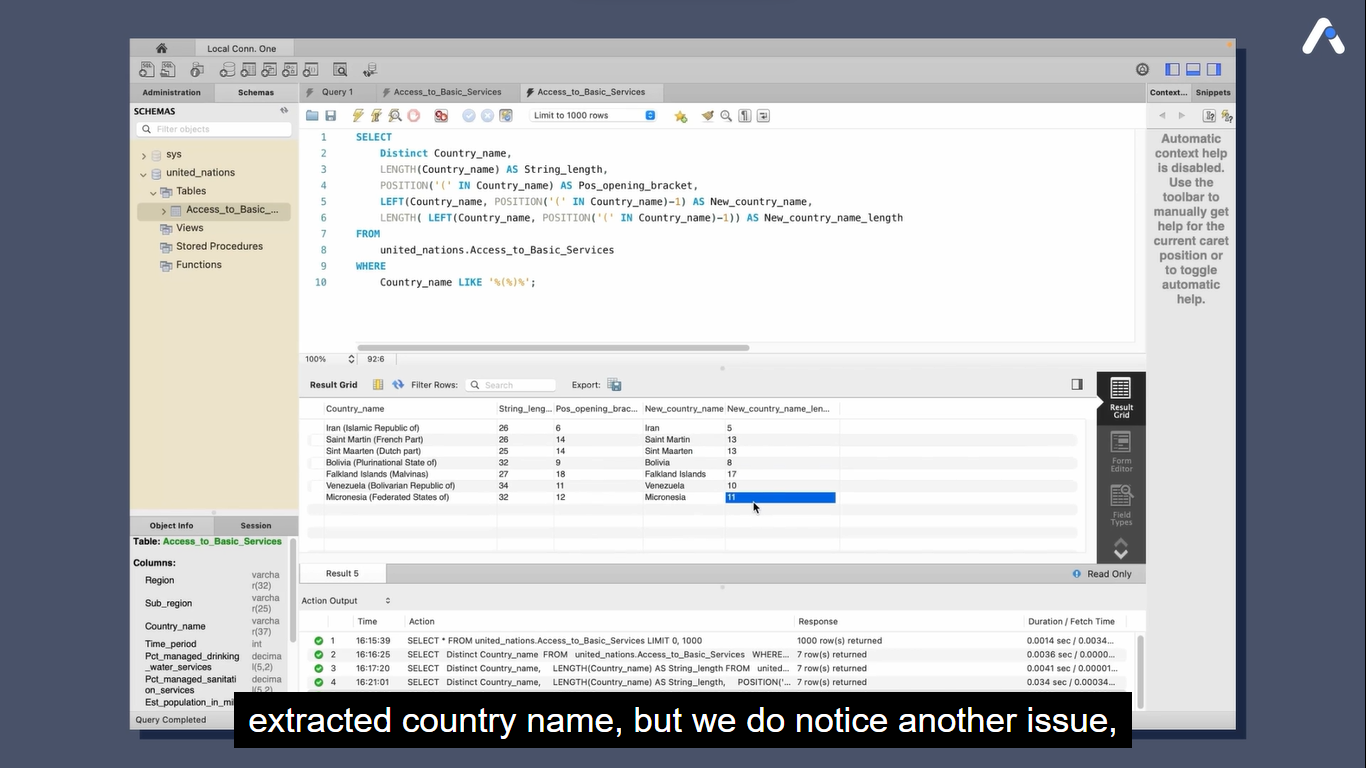 Local Conn. One
Administration Schemas Query 1 Access_to_Basic_Services Access_to_Basic_Services Context... Snippets
SCHEMAS
Filter objects
Limit to 1000 rows
sys
united_nations
Tables
Access_to_Basic_...
Views
Stored Procedures
Functions
1 SELECT
2 Distinct Country_name,
3 LENGTH(Country_name) AS String_length,
4 POSITION('(' IN Country_name) AS Pos_opening_bracket,
5 LEFT(Country_name, POSITION('(' IN Country_name)-1) AS New_country_name,
6 LENGTH( LEFT(Country_name, POSITION('(' IN Country_name)-1)) AS New_country_name_length
7 FROM
8 united_nations.Access_to_Basic_Services
9 WHERE
10 Country_name LIKE '%(%)%';
Automatic
context help
is disabled.
Use the
toolbar to
manually get
help for the
current caret
position or
to toggle
automatic
help.
100% 92:6
Result Grid Filter Rows: Search Export:
Country_name String_leng... Pos_opening_brac... New_country_name New_country_name_len...
Iran (Islamic Republic of) 26 6 Iran 5
Saint Martin (French Part) 26 14 Saint Martin 13
Sint Maarten (Dutch part) 25 14 Sint Maarten 13
Bolivia (Plurinational State of) 32 9 Bolivia 8
Falkland Islands (Malvinas) 27 18 Falkland Islands 17
Venezuela (Bolivarian Republic of) 34 11 Venezuela 10
Micronesia (Federated States of) 32 12 Micronesia 11
Result
Grid
Form
Editor
Field
Types
Object Info Session
Table: Access_to_Basic_Services
Columns:
Region varcha
r(32)
Sub_region varcha
r(25)
Country_name varcha
r(37)
Time_period int
Pct_managed_drinking decima
_water_services l(5,2)
Pct_managed_sanitati decima
on_services l(5,2)
Est_population_in_mi
Query Completed
Result 5 Read Only
Action Output
Time Action Response Duration / Fetch Time
1 16:15:39 SELECT * FROM united_nations.Access_to_Basic_Services LIMIT 0, 1000 1000 row(s) returned 0.0014 sec / 0.0034...
2 16:16:25 SELECT Distinct Country_name FROM united_nations.Access_to_Basic_Services WHERE... 7 row(s) returned 0.0036 sec / 0.0000...
3 16:17:20 SELECT Distinct Country_name, LENGTH(Country_name) AS String_length FROM united... 7 row(s) returned 0.0041 sec / 0.00001...
4 16:21:01 SELECT Distinct Country_name, LENGTH(Country_name) AS String_length, POSITION('... 7 row(s) returned 0.034 sec / 0.00034...
extracted country name, but we do notice another issue,